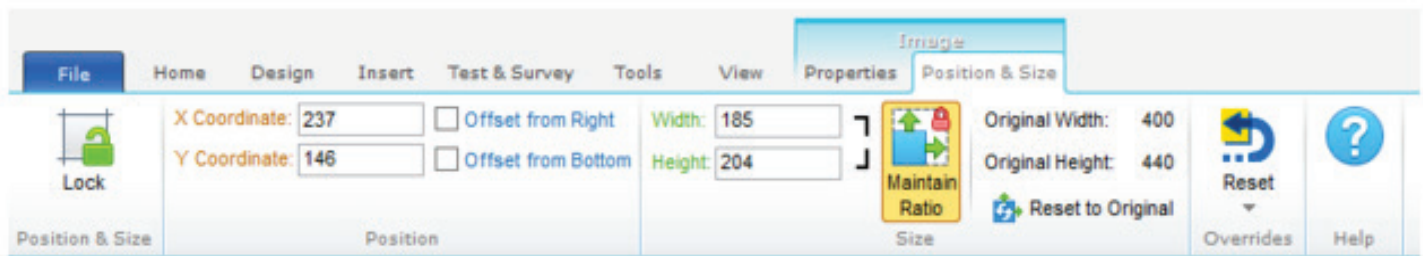 Image
File Home Design Insert Test & Survey Tools View Properties Position & Size
X Coordinate: 237 Offset from Right Width: 185 Original Width: 400
Y Coordinate: 146 Offset from Bottom Height: 204 Original Height: 440
Lock Maintain Ratio Reset to Original Reset
Position & Size Position Size Overrides Help